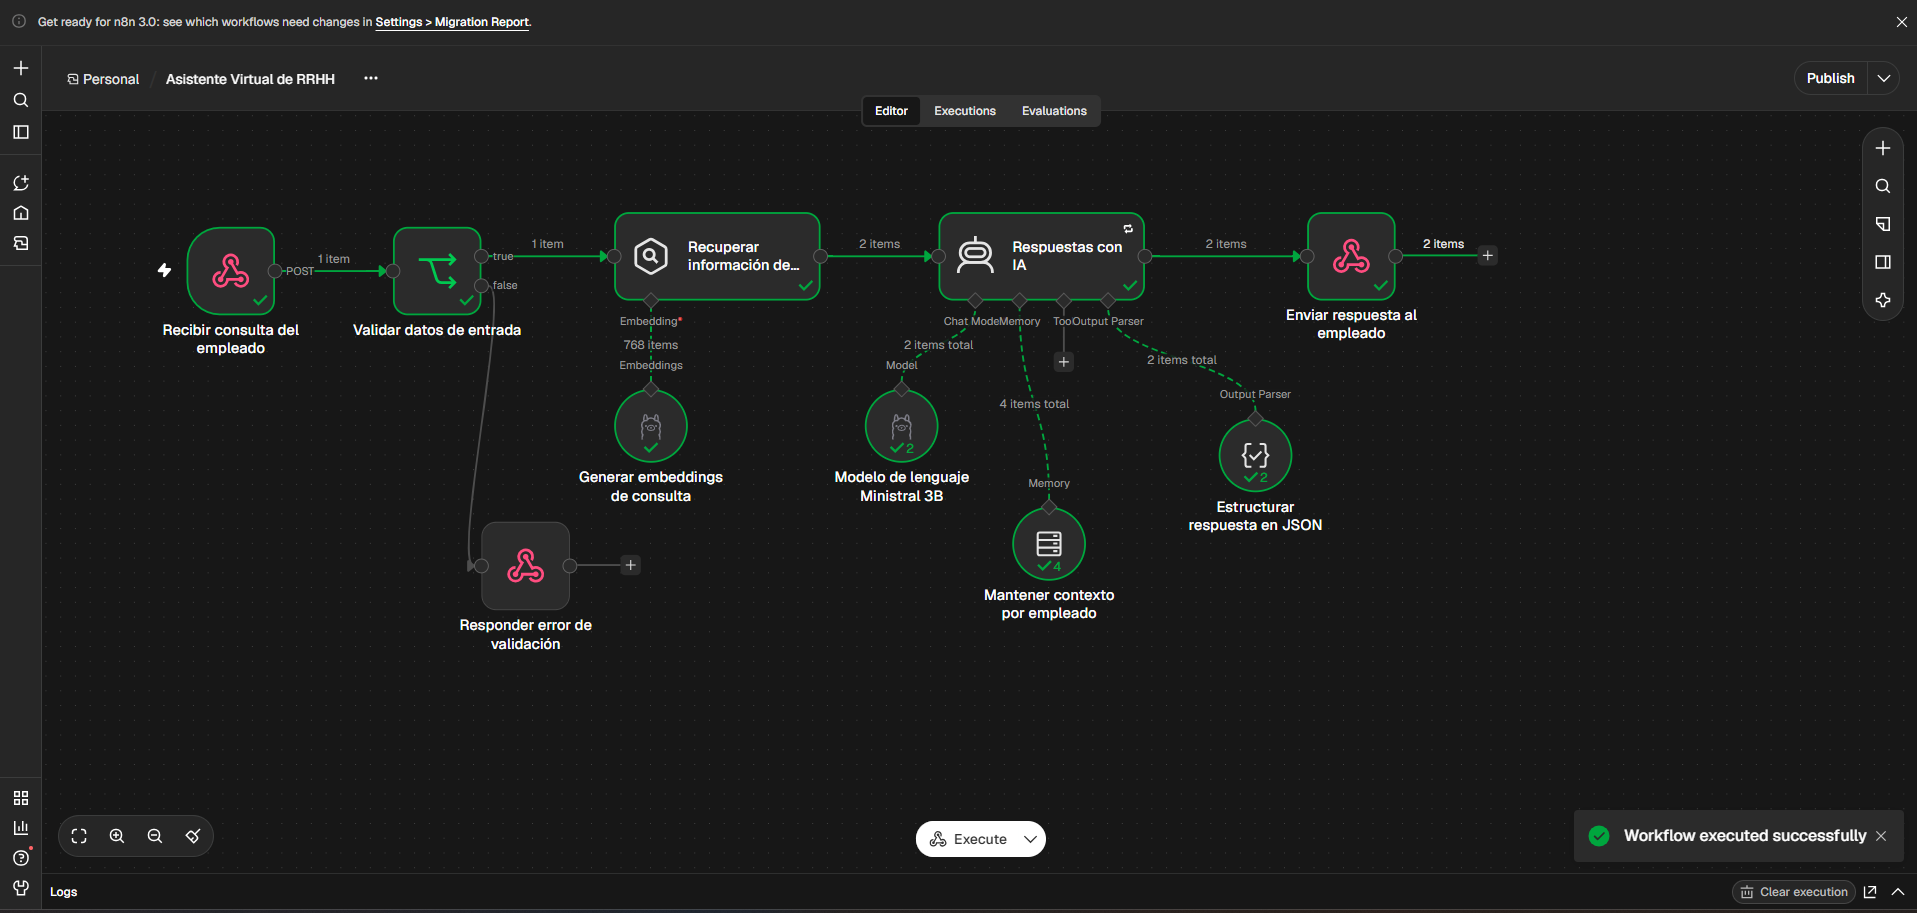 Get ready for n8n 3.0: see which workflows need changes in Settings > Migration Report.
Personal / Asistente Virtual de RRHH ...
Publish
Editor Executions Evaluations
POST
1 item
true
false
1 item
Recuperar
información de...
2 items
Respuestas con
IA
2 items
2 items
Recibir consulta del
empleado
Validar datos de entrada
Enviar respuesta al
empleado
Embedding*
768 items
Embeddings
Chat Mode
Memory
Too
Output Parser
2 items total
Model
4 items total
Memory
2 items total
Output Parser
2
4
2
Generar embeddings
de consulta
Modelo de lenguaje
Ministral 3B
Estructurar
respuesta en JSON
Mantener contexto
por empleado
Responder error de
validación
Execute
Workflow executed successfully
Logs
Clear execution